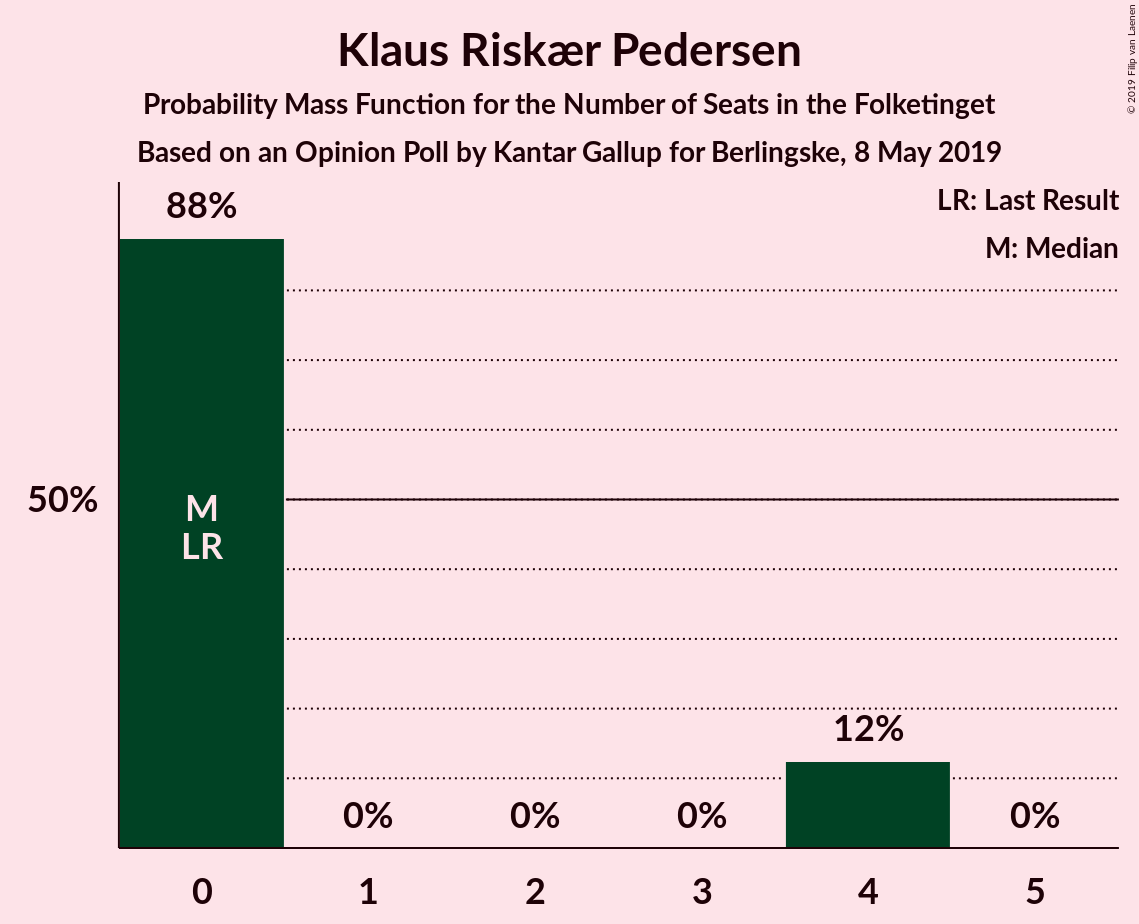 Klaus Riskær Pedersen
Probability Mass Function for the Number of Seats in the Folketinget
Based on an Opinion Poll by Kantar Gallup for Berlingske, 8 May 2019
© 2019 Filip van Laenen
LR: Last Result
M: Median
88%
50%
M
LR
12%
0%
0%
0%
0%
0
1
2
3
4
5